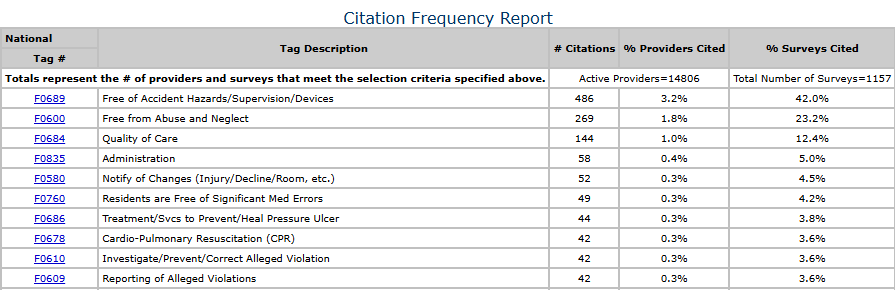 Citation Frequency Report
National
Tag # Tag Description # Citations % Providers Cited % Surveys Cited
Totals represent the # of providers and surveys that meet the selection criteria specified above. Active Providers=14806 Total Number of Surveys=1157
F0689 Free of Accident Hazards/Supervision/Devices 486 3.2% 42.0%
F0600 Free from Abuse and Neglect 269 1.8% 23.2%
F0684 Quality of Care 144 1.0% 12.4%
F0835 Administration 58 0.4% 5.0%
F0580 Notify of Changes (Injury/Decline/Room, etc.) 52 0.3% 4.5%
F0760 Residents are Free of Significant Med Errors 49 0.3% 4.2%
F0686 Treatment/Svcs to Prevent/Heal Pressure Ulcer 44 0.3% 3.8%
F0678 Cardio-Pulmonary Resuscitation (CPR) 42 0.3% 3.6%
F0610 Investigate/Prevent/Correct Alleged Violation 42 0.3% 3.6%
F0609 Reporting of Alleged Violations 42 0.3% 3.6%